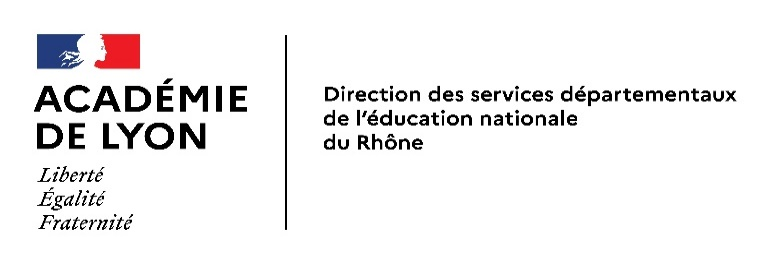 ACADÉMIE
DE LYON
Liberté
Égalité
Fraternité
Direction des services départementaux
de l'éducation nationale
du Rhône